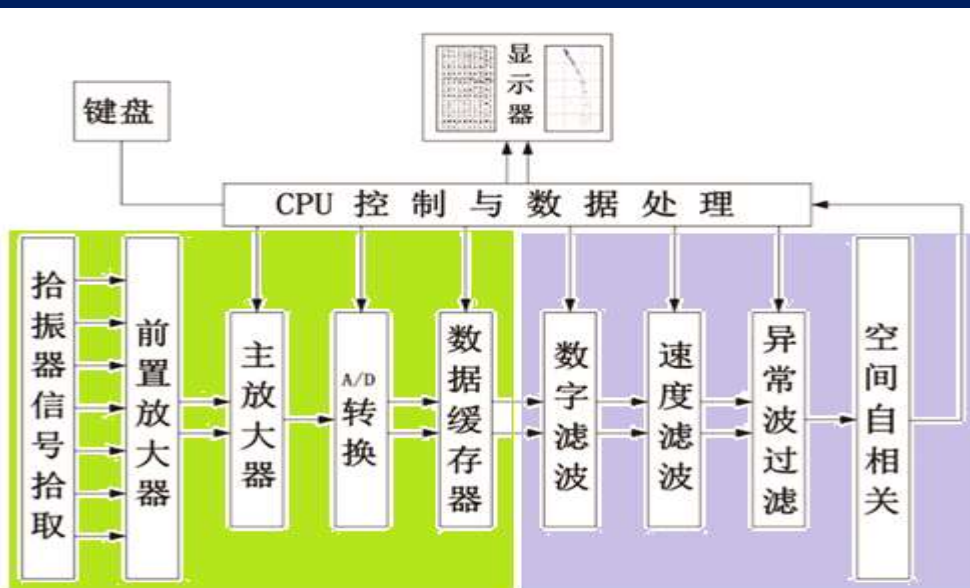 显示器
键盘
CPU 控制与数据处理
拾振器信号拾取
前置放大器
主放大器
A/D
转换
数据缓存器
数字滤波
速度滤波
异常波过滤
空间自相关